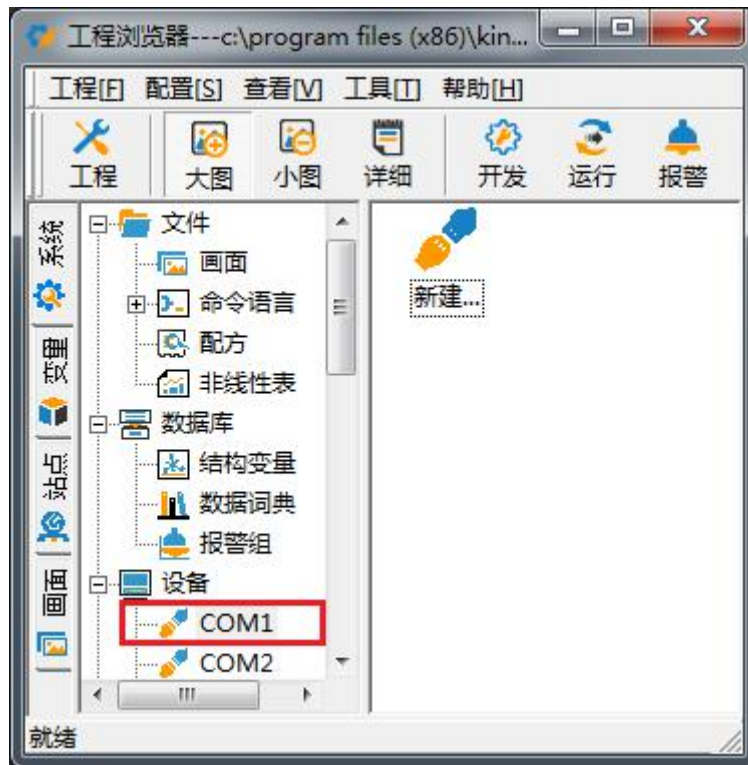 工程浏览器---c:\program files (x86)\kin...
工程[F] 配置[S] 查看[V] 工具[T] 帮助[H]
工程 大图 小图 详细 开发 运行 报警
系统
变量
站点
画面
文件
画面
命令语言
配方
非线性表
数据库
结构变量
数据词典
报警组
设备
COM1
COM2
新建...
就绪